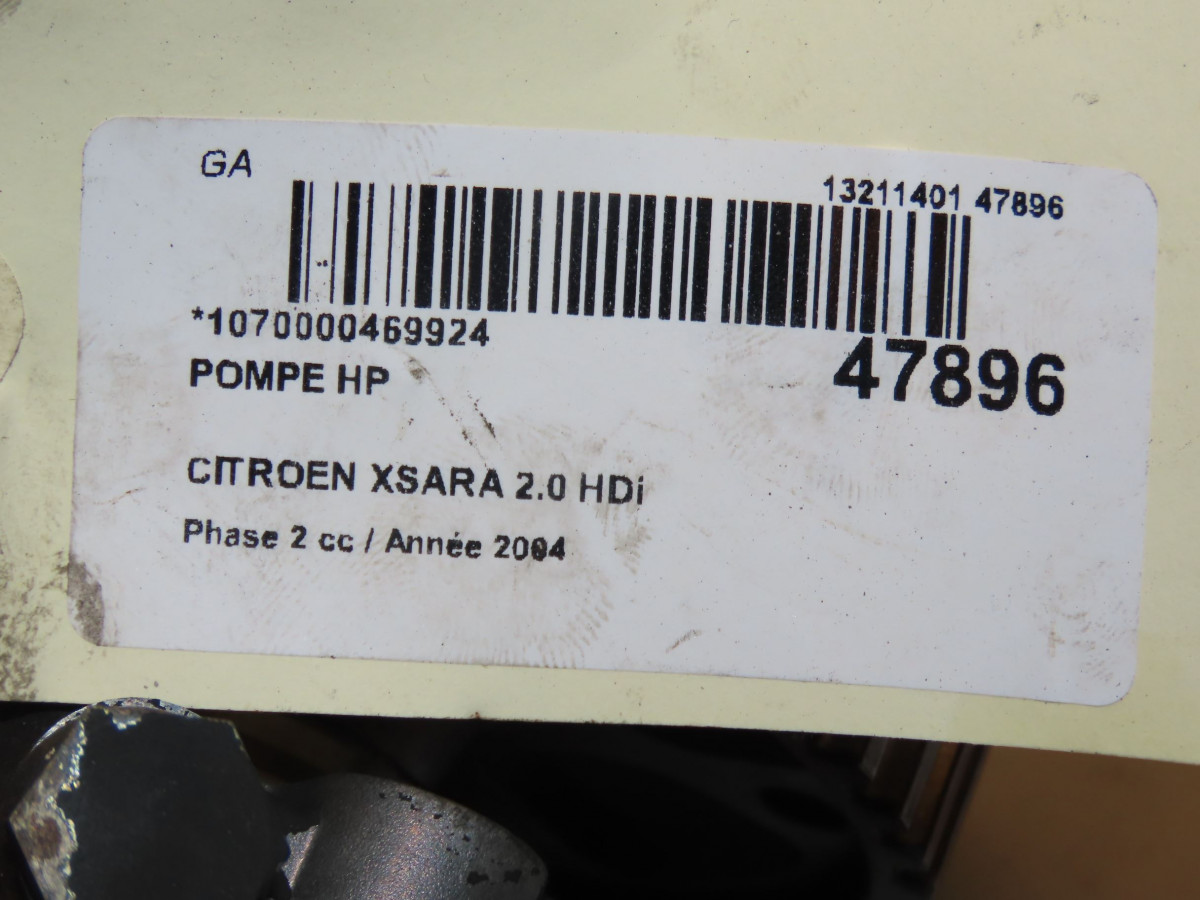 GA
13211401 47896
*1070000469924
47896
POMPE HP
CITROEN XSARA 2.0 HDi
Phase 2 cc / Année 2004